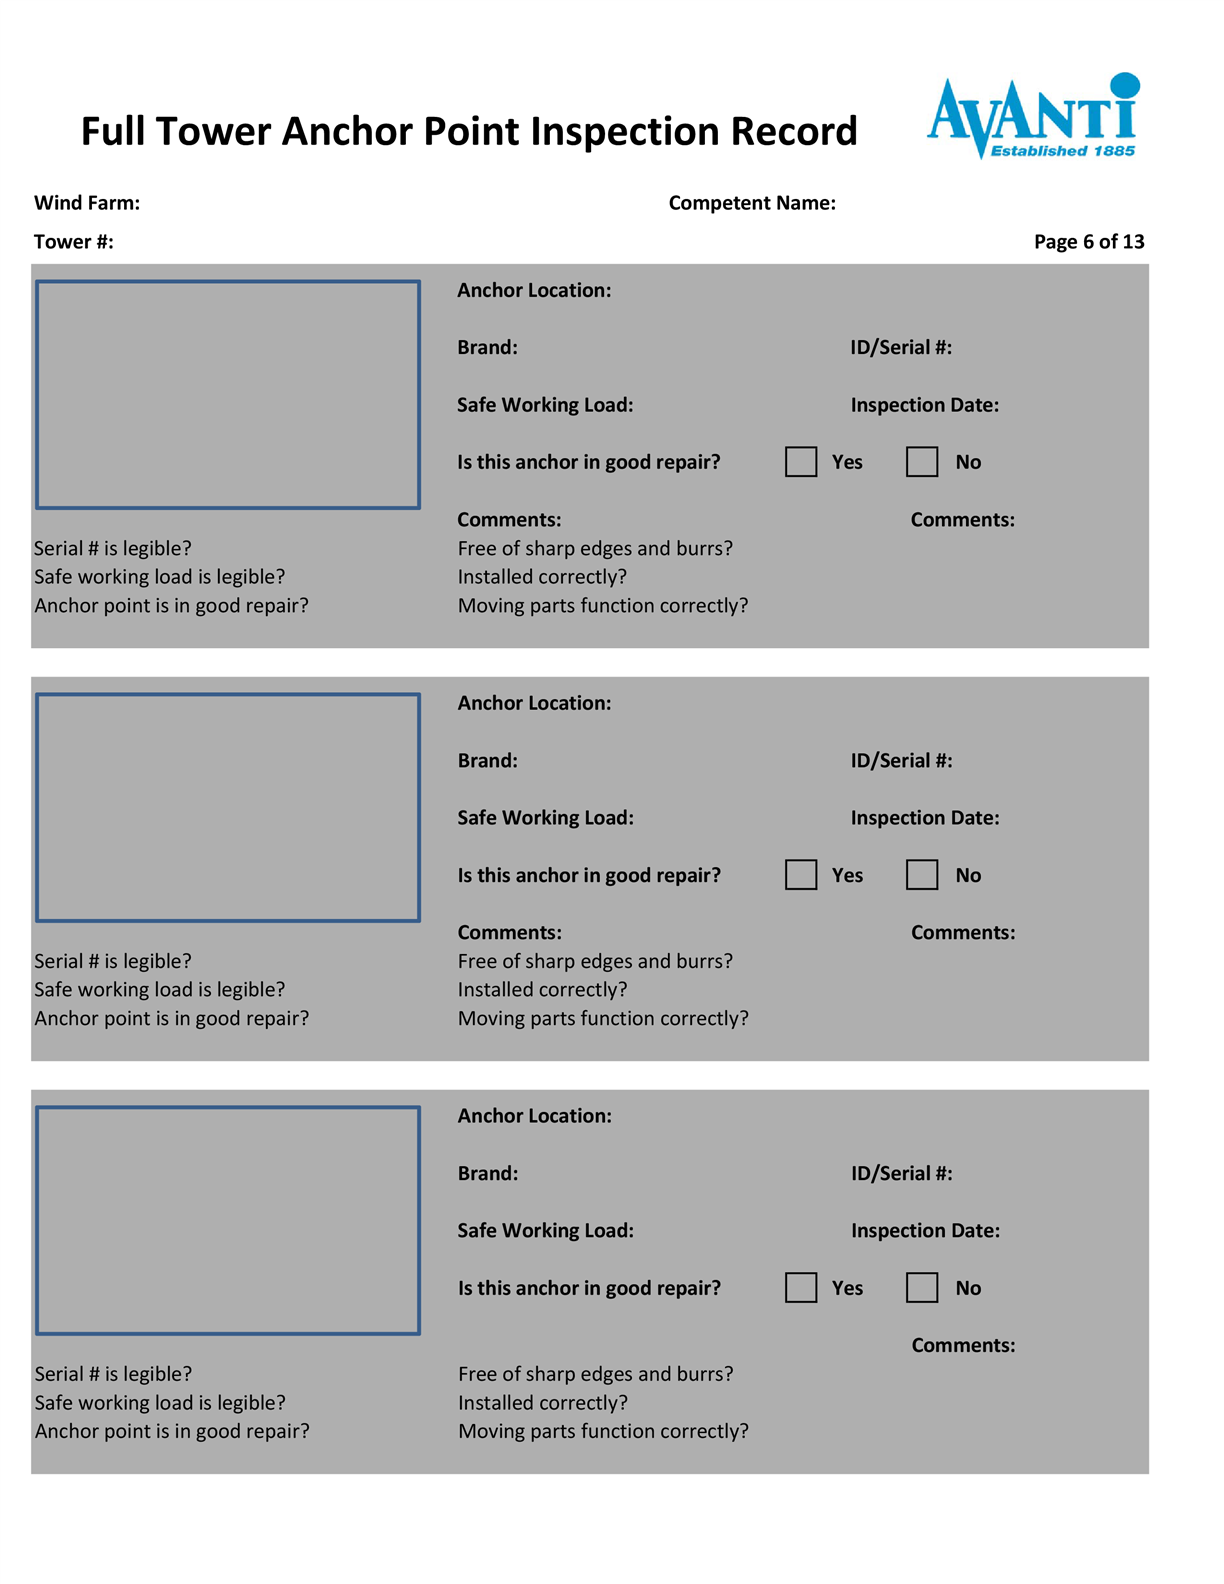 Full Tower Anchor Point Inspection Record
AVANTI
Established 1885
Wind Farm: Competent Name:
Tower #: Page 6 of 13
Anchor Location:
Brand: ID/Serial #:
Safe Working Load: Inspection Date:
Is this anchor in good repair? Yes No
Comments: Comments:
Serial # is legible? Free of sharp edges and burrs?
Safe working load is legible? Installed correctly?
Anchor point is in good repair? Moving parts function correctly?
Anchor Location:
Brand: ID/Serial #:
Safe Working Load: Inspection Date:
Is this anchor in good repair? Yes No
Comments: Comments:
Serial # is legible? Free of sharp edges and burrs?
Safe working load is legible? Installed correctly?
Anchor point is in good repair? Moving parts function correctly?
Anchor Location:
Brand: ID/Serial #:
Safe Working Load: Inspection Date:
Is this anchor in good repair? Yes No
Comments:
Serial # is legible? Free of sharp edges and burrs?
Safe working load is legible? Installed correctly?
Anchor point is in good repair? Moving parts function correctly?